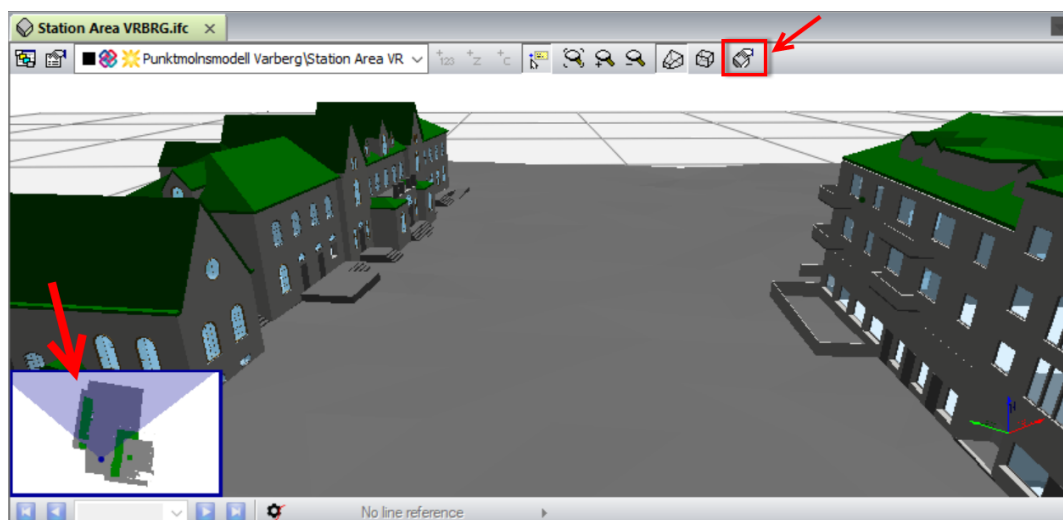 Station Area VRBRG.ifc
Punktmolnsmodell Varberg\Station Area VR
123
z
c
No line reference